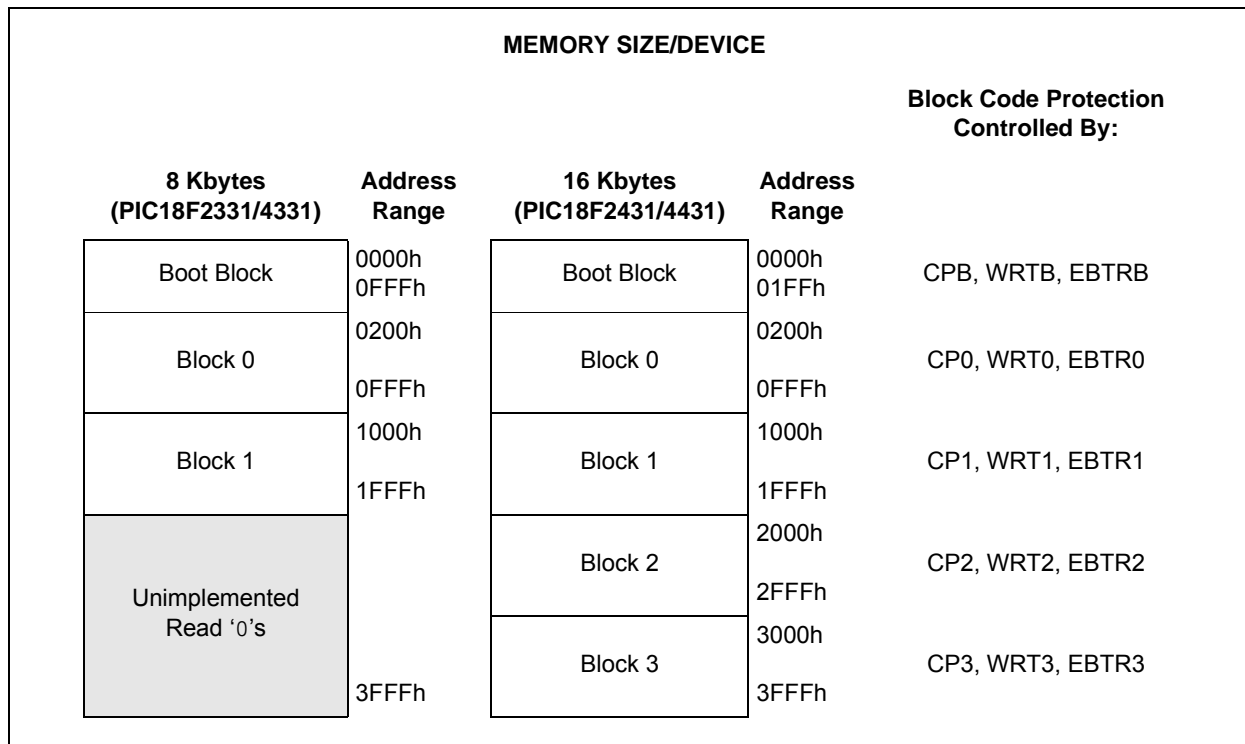 MEMORY SIZE/DEVICE
Block Code Protection
Controlled By:
8 Kbytes
(PIC18F2331/4331)
Address
Range
16 Kbytes
(PIC18F2431/4431)
Address
Range
Boot Block
0000h
0FFFh
Boot Block
0000h
01FFh
CPB, WRTB, EBTRB
Block 0
0200h
0FFFh
Block 0
0200h
0FFFh
CP0, WRT0, EBTR0
Block 1
1000h
1FFFh
Block 1
1000h
1FFFh
CP1, WRT1, EBTR1
Unimplemented
Read ‘0’s
3FFFh
Block 2
2000h
2FFFh
CP2, WRT2, EBTR2
Block 3
3000h
3FFFh
CP3, WRT3, EBTR3